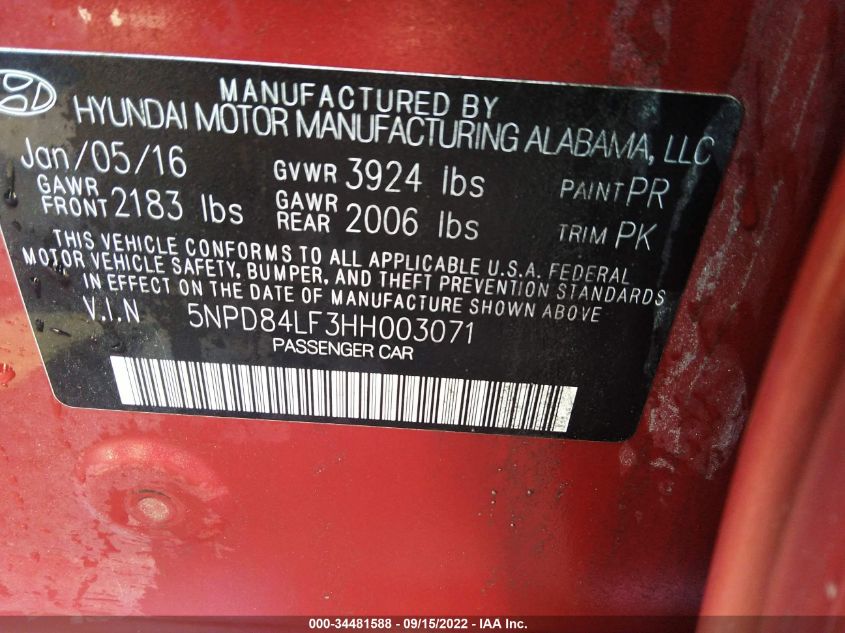 MANUFACTURED BY
HYUNDAI MOTOR MANUFACTURING ALABAMA, LLC
Jan/05/16 GVWR 3924 lbs PAINT PR
GAWR FRONT 2183 lbs GAWR REAR 2006 lbs TRIM PK
THIS VEHICLE CONFORMS TO ALL APPLICABLE U.S.A. FEDERAL
MOTOR VEHICLE SAFETY, BUMPER, AND THEFT PREVENTION STANDARDS
IN EFFECT ON THE DATE OF MANUFACTURE SHOWN ABOVE
V.I.N 5NPD84LF3HH003071
PASSENGER CAR
000-34481588 - 09/15/2022 - IAA Inc.